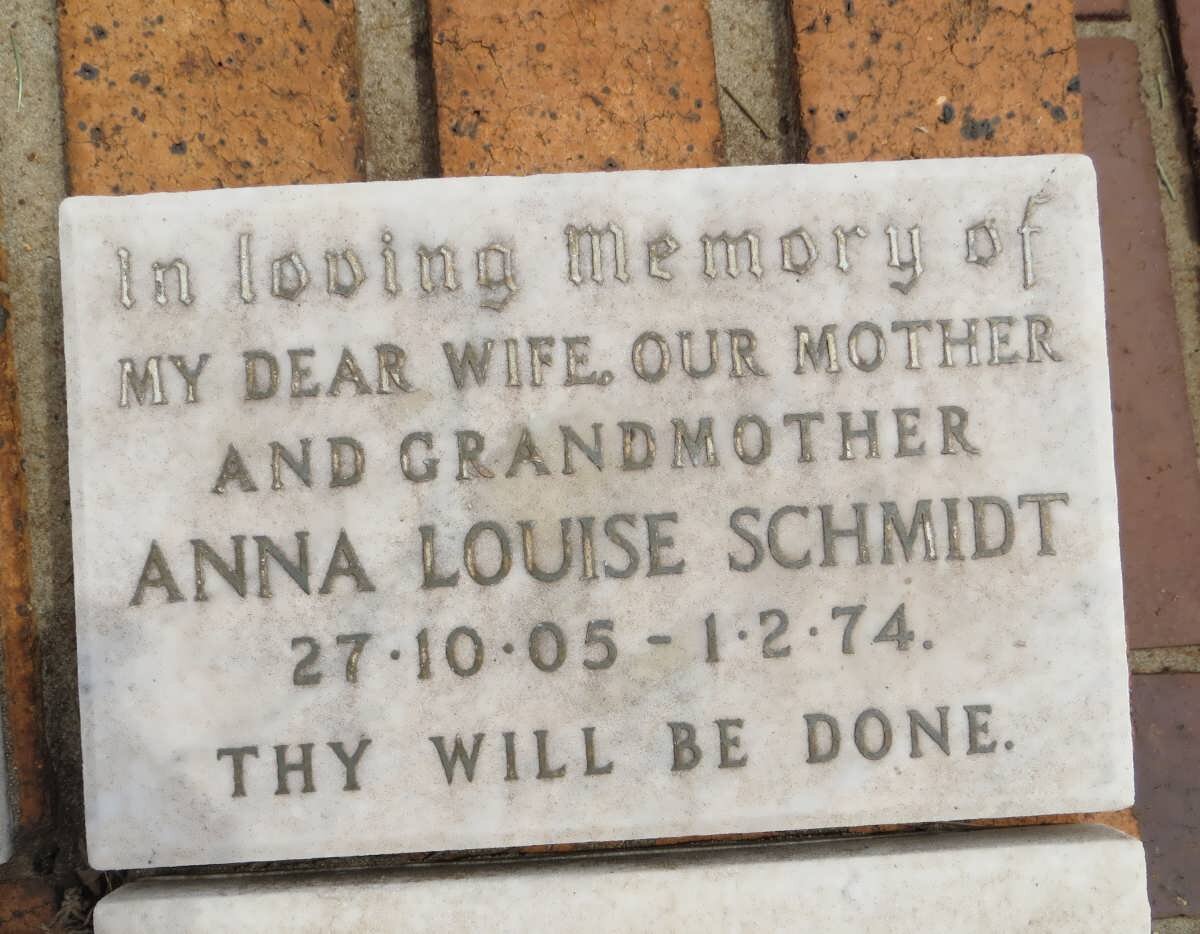 In loving Memory of
MY DEAR WIFE, OUR MOTHER
AND GRANDMOTHER
ANNA LOUISE SCHMIDT
27·10·05 - 1·2·74.
THY WILL BE DONE.